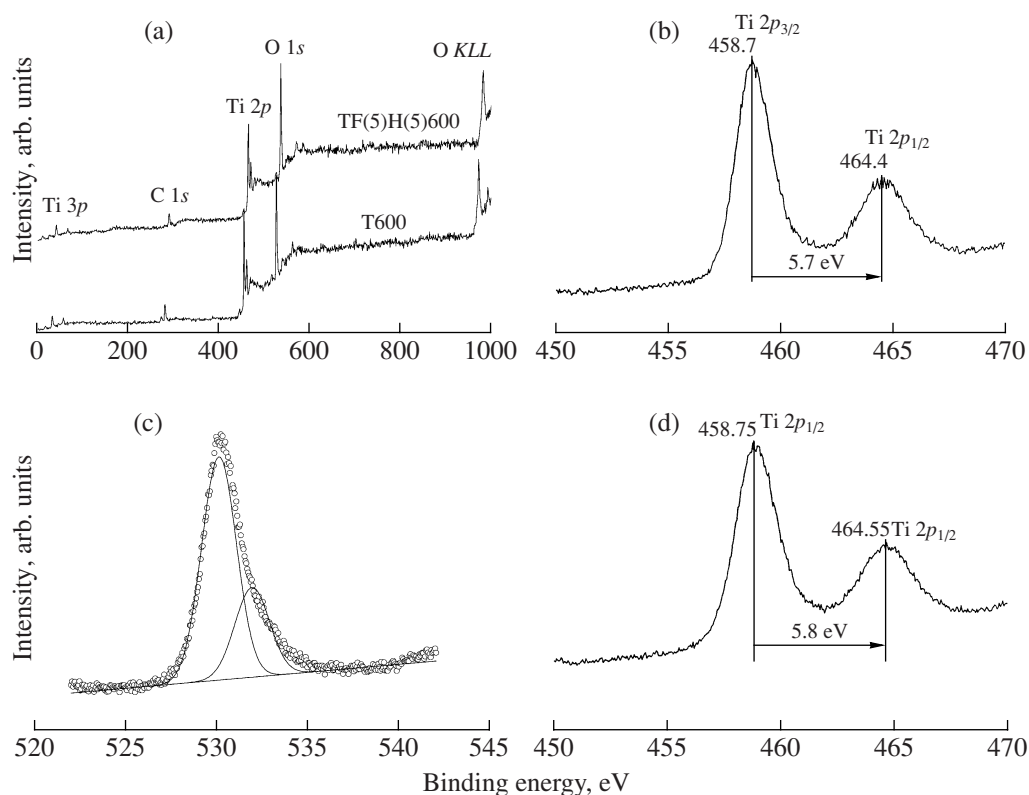 (a)
O 1s
O KLL
Ti 2p
TF(5)H(5)600
C 1s
Ti 3p
T600
Intensity, arb. units
0 200 400 600 800 1000
(b)
Ti 2p3/2
458.7
Ti 2p1/2
464.4
5.7 eV
450 455 460 465 470
(c)
Intensity, arb. units
520 525 530 535 540 545
(d)
458.75 Ti 2p1/2
464.55 Ti 2p1/2
5.8 eV
450 455 460 465 470
Binding energy, eV